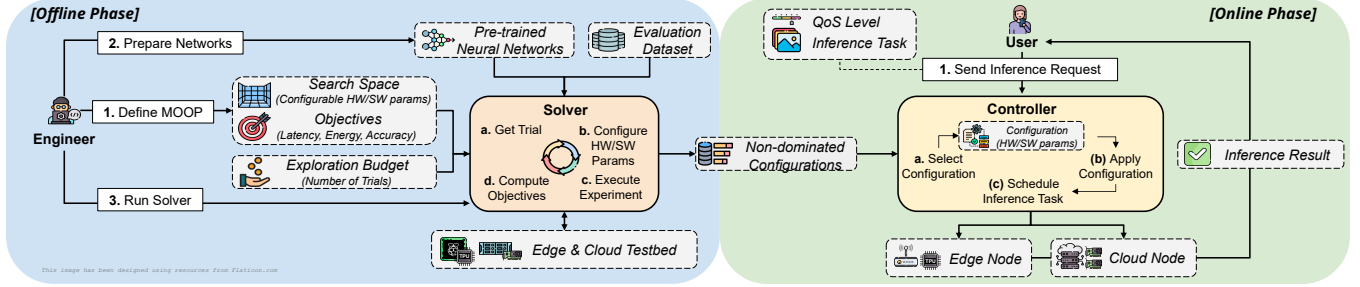 [Offline Phase]
2. Prepare Networks
Pre-trained
Neural Networks
Evaluation
Dataset
Engineer
1. Define MOOP
Search Space
(Configurable HW/SW params)
Objectives
(Latency, Energy, Accuracy)
Exploration Budget
(Number of Trials)
3. Run Solver
Solver
a. Get Trial
b. Configure
HW/SW
Params
c. Execute
Experiment
d. Compute
Objectives
TPU
Edge & Cloud Testbed
This image has been designed using resources from Flaticon.com
Non-dominated
Configurations
[Online Phase]
QoS Level
Inference Task
User
1. Send Inference Request
Controller
Configuration
(HW/SW params)
a. Select
Configuration
(b) Apply
Configuration
(c) Schedule
Inference Task
Inference Result
TPU
Edge Node
Cloud Node